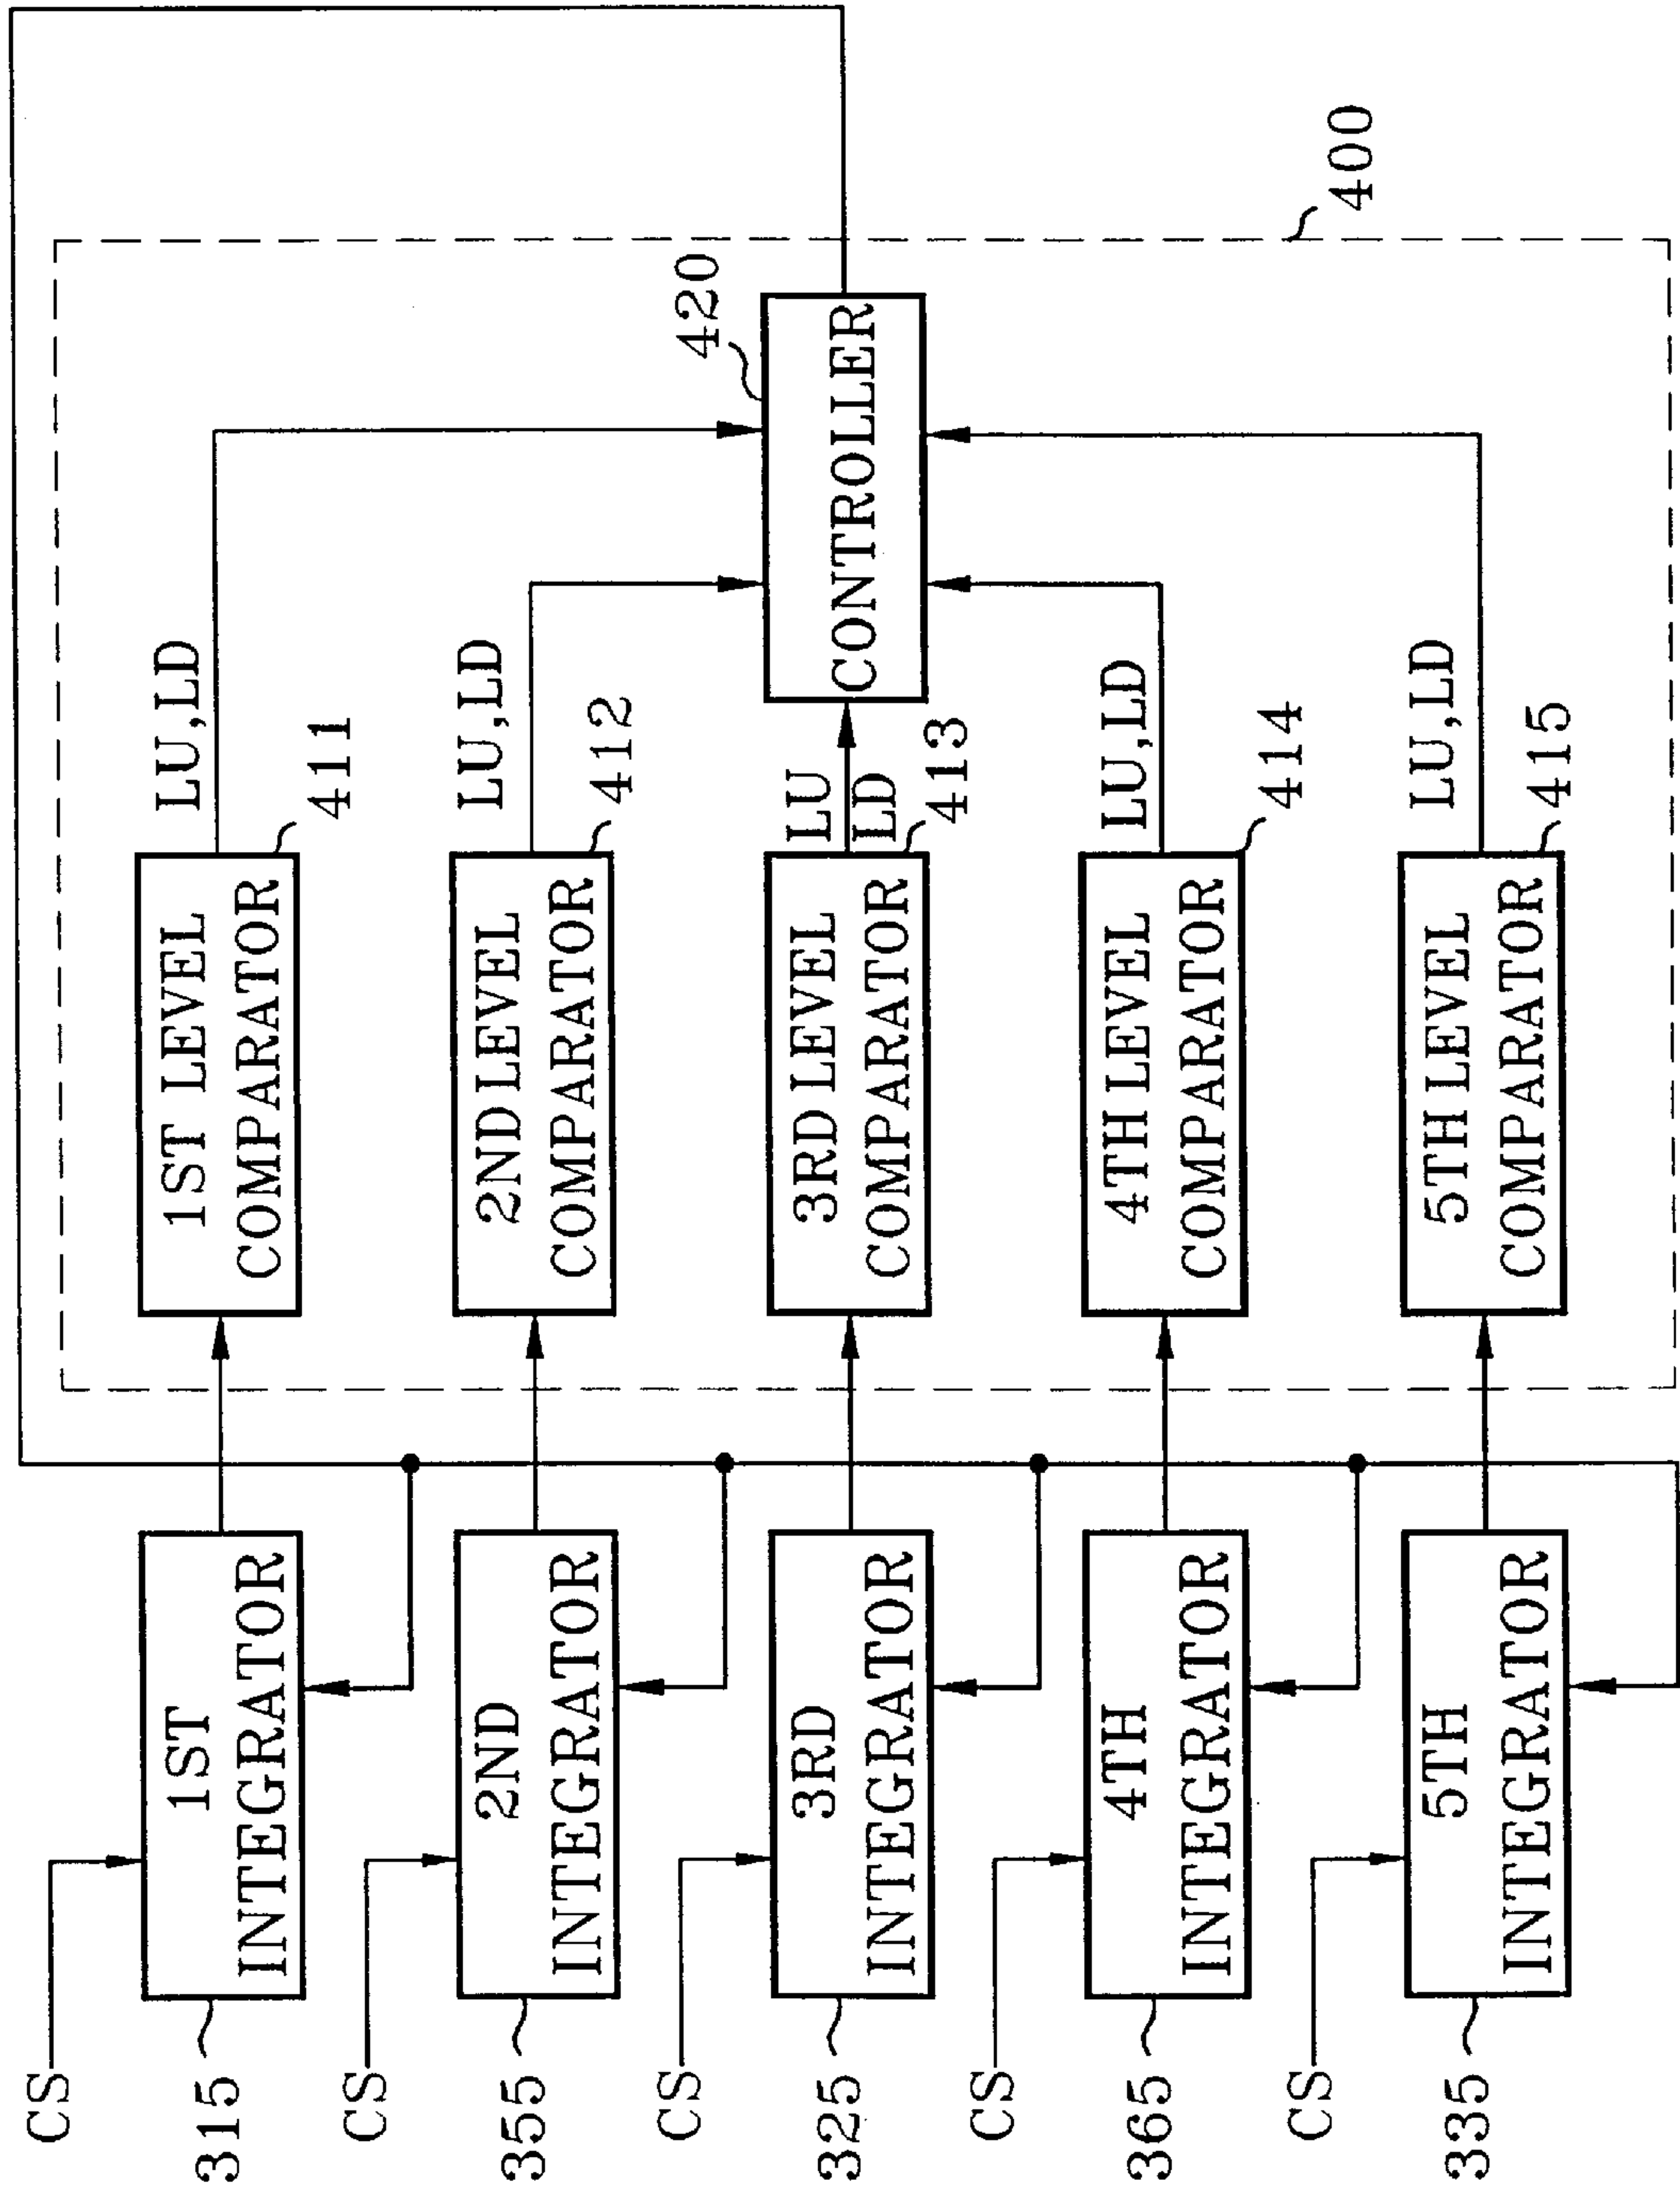 CS
315
1ST
INTEGRATOR
1ST LEVEL
COMPARATOR
411
LU,LD
CS
355
2ND
INTEGRATOR
2ND LEVEL
COMPARATOR
412
LU,LD
CS
325
3RD
INTEGRATOR
3RD LEVEL
COMPARATOR
413
LU
LD
CONTROLLER
420
CS
365
4TH
INTEGRATOR
4TH LEVEL
COMPARATOR
414
LU,LD
CS
335
5TH
INTEGRATOR
5TH LEVEL
COMPARATOR
415
LU,LD
400